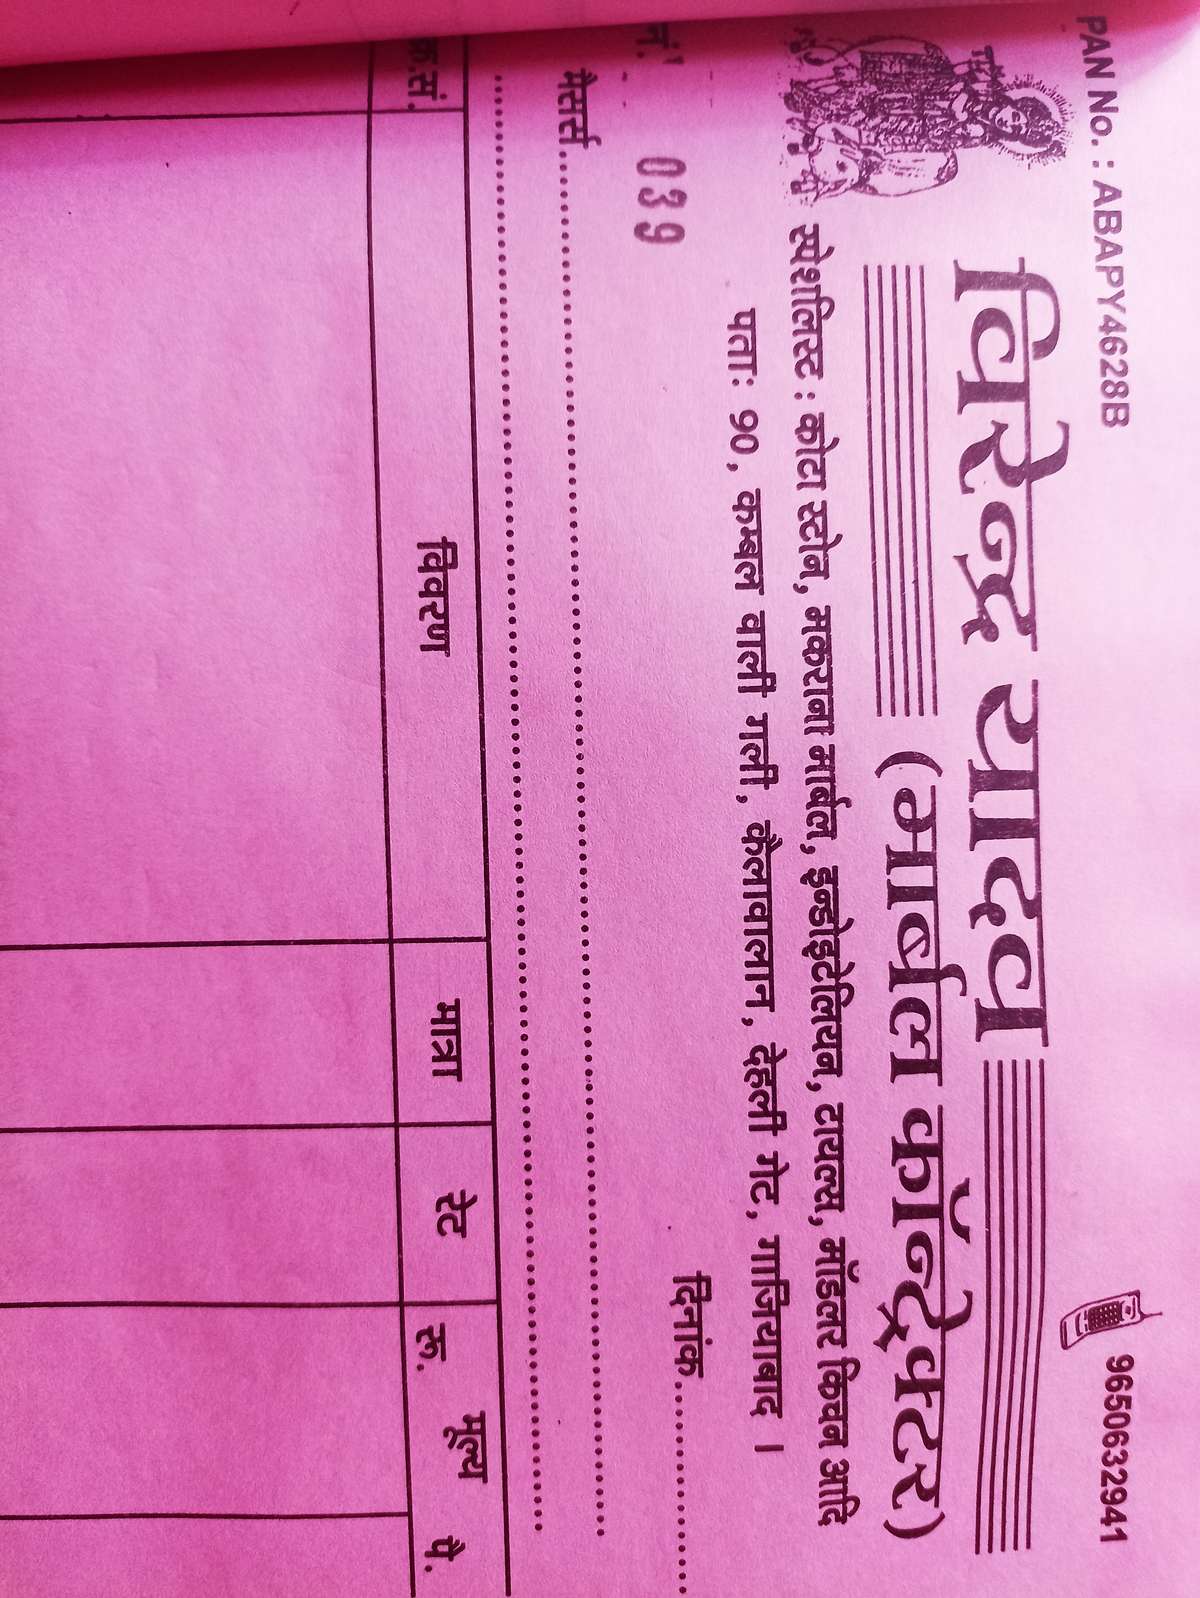 PAN No. : ABAPY4628B
9650632941
विरेन्द्र यादव
(मार्बल कॉन्ट्रेक्टर)
स्पेशलिस्ट : कोटा स्टोन, मकराना मार्बल, इन्डोइटेलियन, टायल्स, मॉडलर किचन आदि
पताः 90, कम्बल वाली गली, कैलावालान, देहली गेट, गाजियाबाद ।
नं. 039
दिनांक
मैसर्स
क्र.सं. विवरण मात्रा रेट मूल्य
रु. पै.